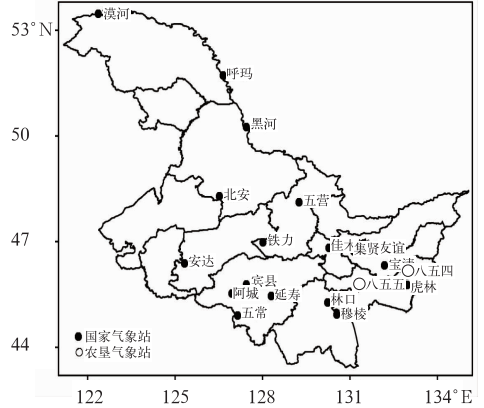 53°N
漠河
呼玛
黑河
50
北安
五营
47
铁力
佳木
集贤友谊
安达
宝清
八五四
宾县
八五五
虎林
阿城
延寿
林口
五常
穆棱
国家气象站
农垦气象站
44
122
125
128
131
134°E